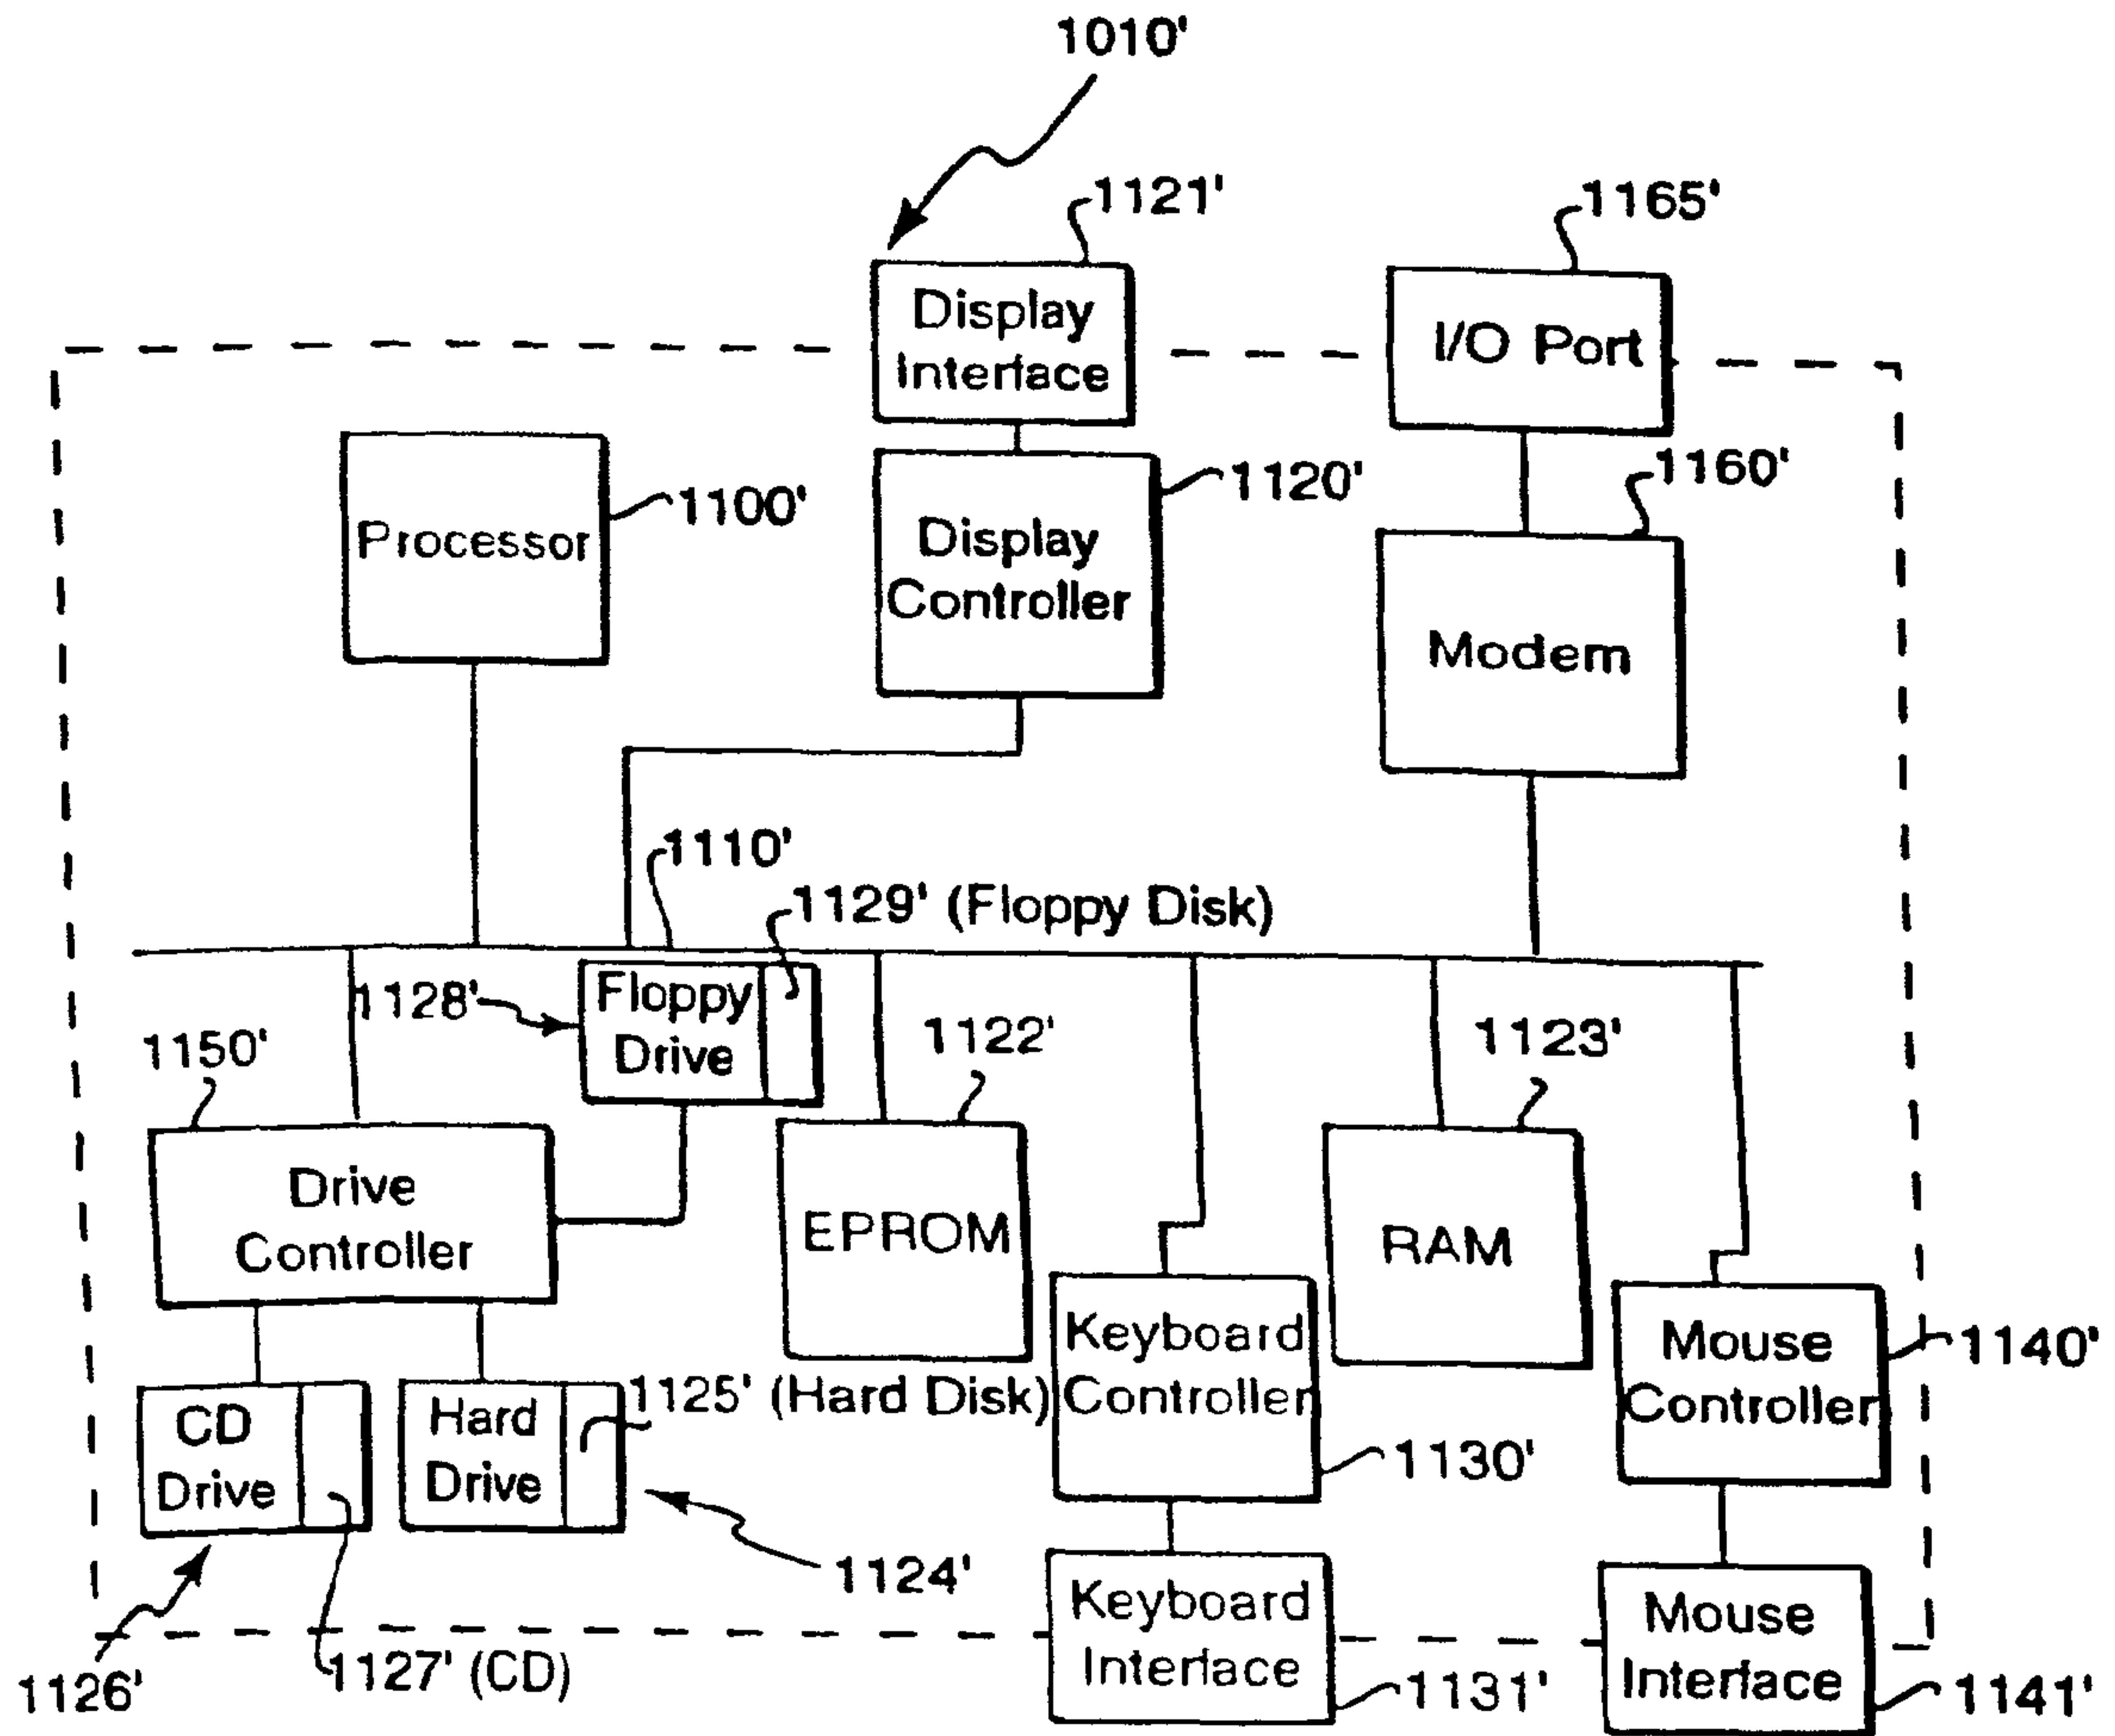 1010'
1121'
1165'
Display
Interface
I/O Port
1100'
Processor
1120'
Display
Controller
1160'
Modem
1110'
1129' (Floppy Disk)
1128'
Floppy
Drive
1150'
1122'
1123'
Drive
Controller
EPROM
RAM
Keyboard
Controller
Mouse
Controller
1140'
CD
Drive
Hard
Drive
1125' (Hard Disk)
1130'
1124'
1126'
1127' (CD)
Keyboard
Interface
1131'
Mouse
Interface
1141'